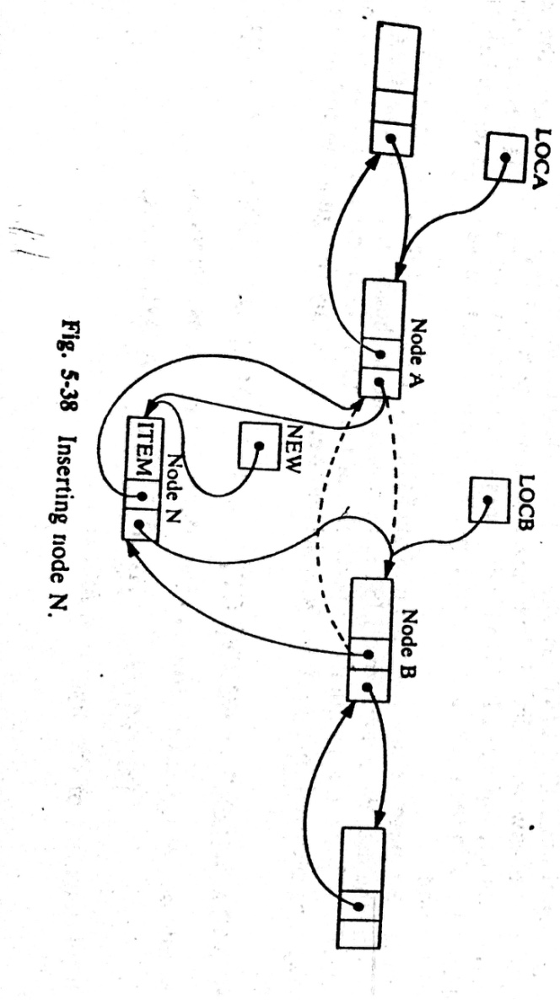 LOCA
LOCB
Node A
Node B
NEW
Node N
ITEM
Fig. 5-38 Inserting node N.